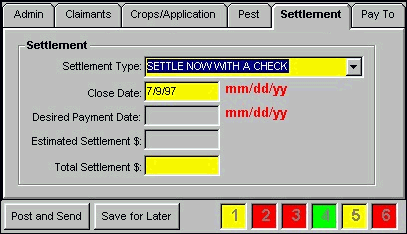 Admin Claimants Crops/Application Pest Settlement Pay To
Settlement
Settlement Type: SETTLE NOW WITH A CHECK
Close Date: 7/9/97 mm/dd/yy
Desired Payment Date: mm/dd/yy
Estimated Settlement $:
Total Settlement $:
Post and Send Save for Later 1 2 3 4 5 6